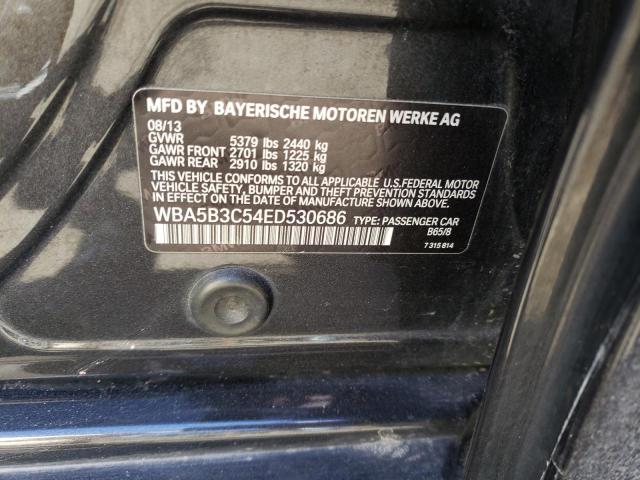 MFD BY BAYERISCHE MOTOREN WERKE AG
08/13
GVWR 5379 lbs 2440 kg
GAWR FRONT 2701 lbs 1225 kg
GAWR REAR 2910 lbs 1320 kg
THIS VEHICLE CONFORMS TO ALL APPLICABLE U.S.FEDERAL MOTOR
VEHICLE SAFETY, BUMPER AND THEFT PREVENTION STANDARDS
IN EFFECT ON THE DATE OF MANUFACTURE SHOWN ABOVE.
WBA5B3C54ED530686 TYPE: PASSENGER CAR
B65/8
7 315 814